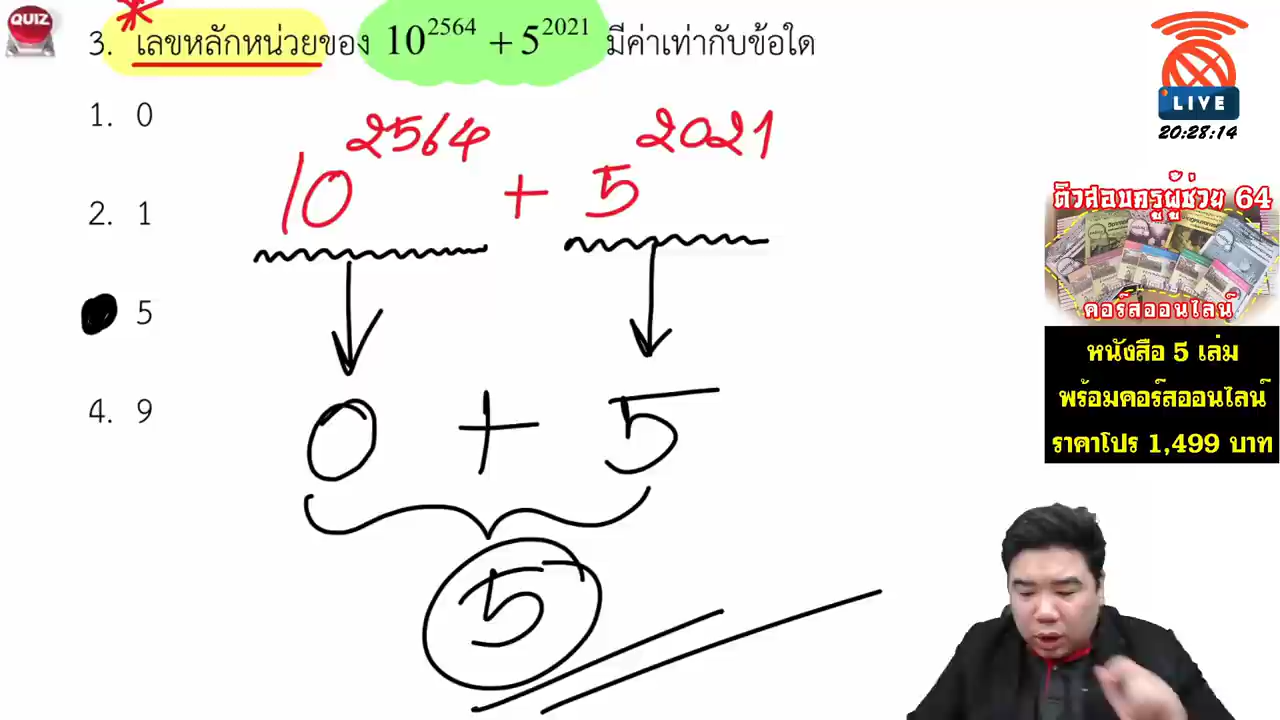 QUIZ
3. เลขหลักหน่วยของ 10^2564 + 5^2021 มีค่าเท่ากับข้อใด
1. 0
2. 1
5
4. 9
10^2564 + 5^2021
0 + 5
5
LIVE
20:28:14
ติวสอบครูผู้ช่วย 64
คอร์สออนไลน์
หนังสือ 5 เล่ม
พร้อมคอร์สออนไลน์
ราคาโปร 1,499 บาท